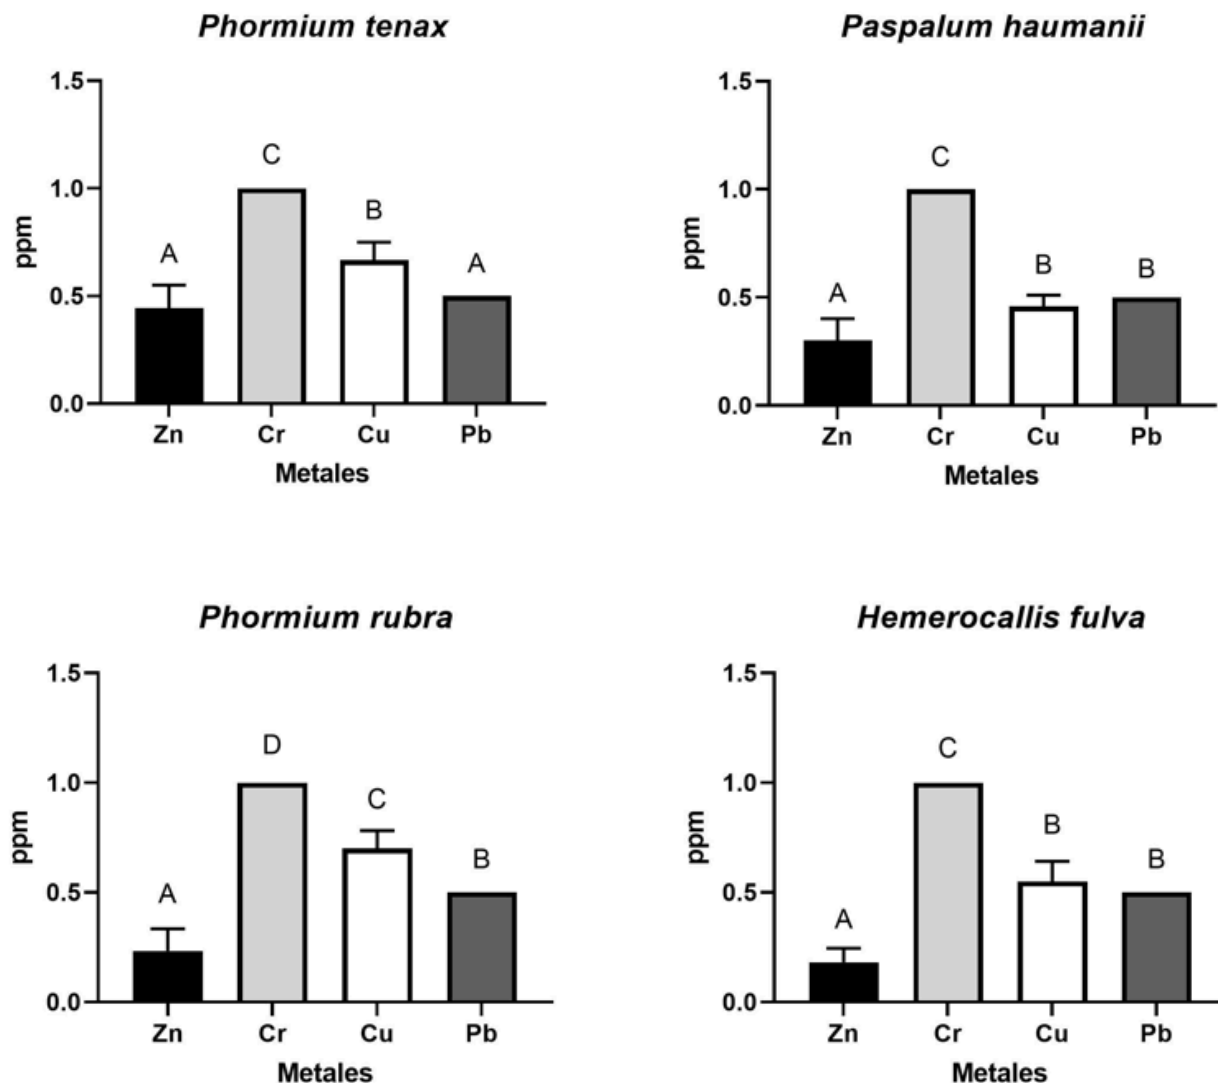 Phormium tenax
1.5
1.0
0.5
0.0
ppm
A
C
B
A
Zn Cr Cu Pb
Metales
Paspalum haumanii
1.5
1.0
0.5
0.0
ppm
A
C
B
B
Zn Cr Cu Pb
Metales
Phormium rubra
1.5
1.0
0.5
0.0
ppm
A
D
C
B
Zn Cr Cu Pb
Metales
Hemerocallis fulva
1.5
1.0
0.5
0.0
ppm
A
C
B
B
Zn Cr Cu Pb
Metales